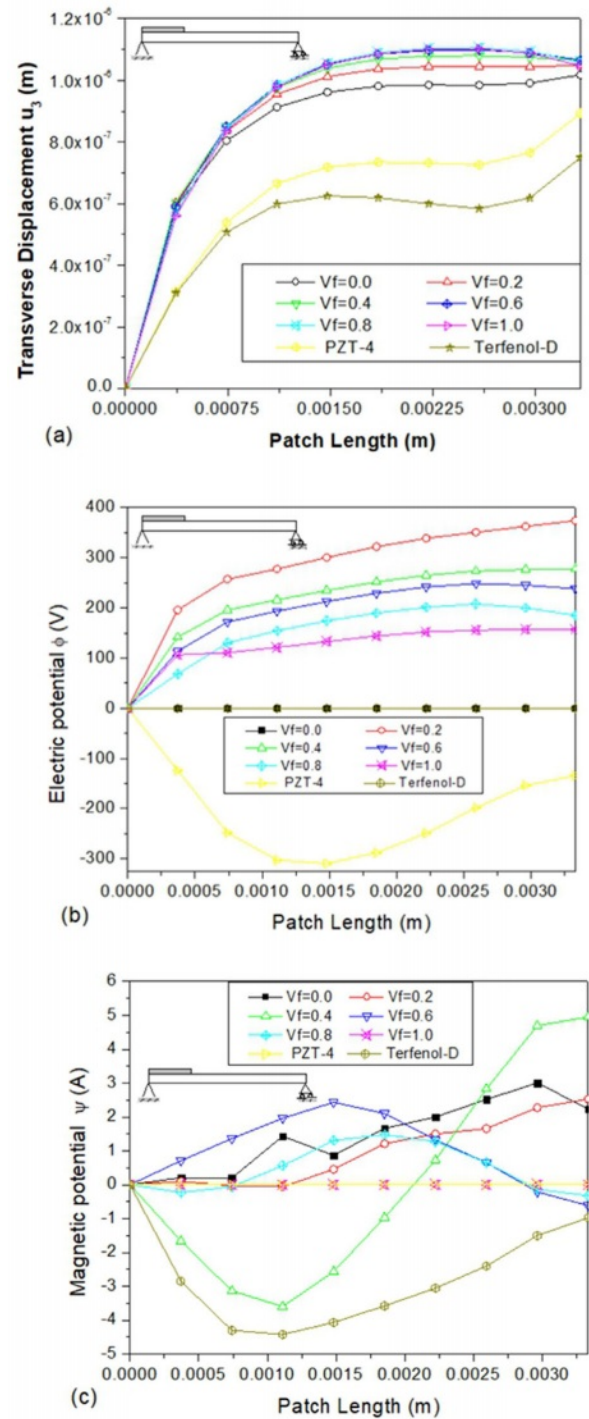 1.2x10⁻⁶
1.0x10⁻⁶
8.0x10⁻⁷
6.0x10⁻⁷
4.0x10⁻⁷
2.0x10⁻⁷
0.0
Transverse Displacement u₃ (m)
Vf=0.0 Vf=0.2
Vf=0.4 Vf=0.6
Vf=0.8 Vf=1.0
PZT-4 Terfenol-D
0.00000 0.00075 0.00150 0.00225 0.00300
(a)
Patch Length (m)
400
300
200
100
0
-100
-200
-300
Electric potential ϕ (V)
Vf=0.0 Vf=0.2
Vf=0.4 Vf=0.6
Vf=0.8 Vf=1.0
PZT-4 Terfenol-D
0.0000 0.0005 0.0010 0.0015 0.0020 0.0025 0.0030
(b)
Patch Length (m)
6
5
4
3
2
1
0
-1
-2
-3
-4
-5
Magnetic potential ψ (A)
Vf=0.0 Vf=0.2
Vf=0.4 Vf=0.6
Vf=0.8 Vf=1.0
PZT-4 Terfenol-D
0.0000 0.0005 0.0010 0.0015 0.0020 0.0025 0.0030
(c)
Patch Length (m)